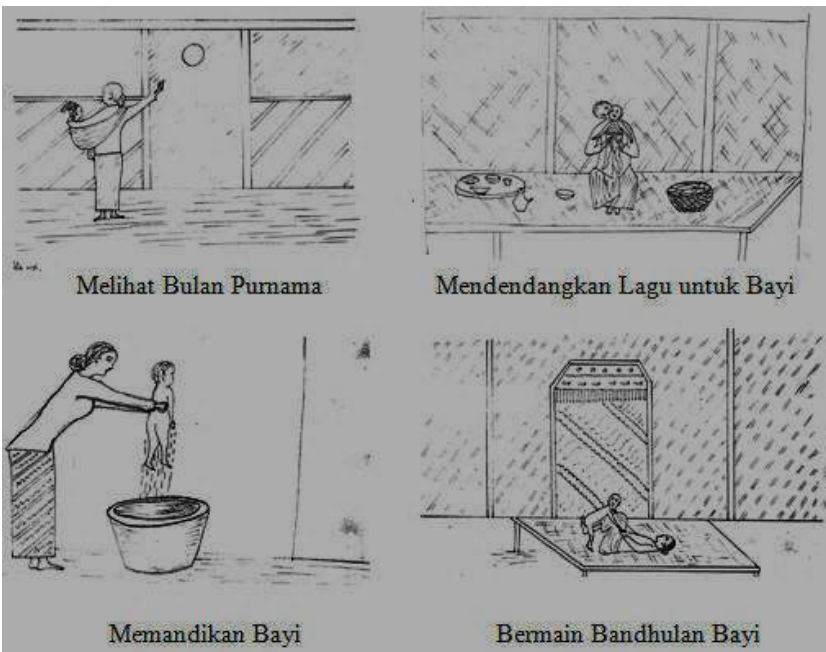 Melihat Bulan Purnama
Mendendangkan Lagu untuk Bayi
Memandikan Bayi
Bermain Bandhulan Bayi